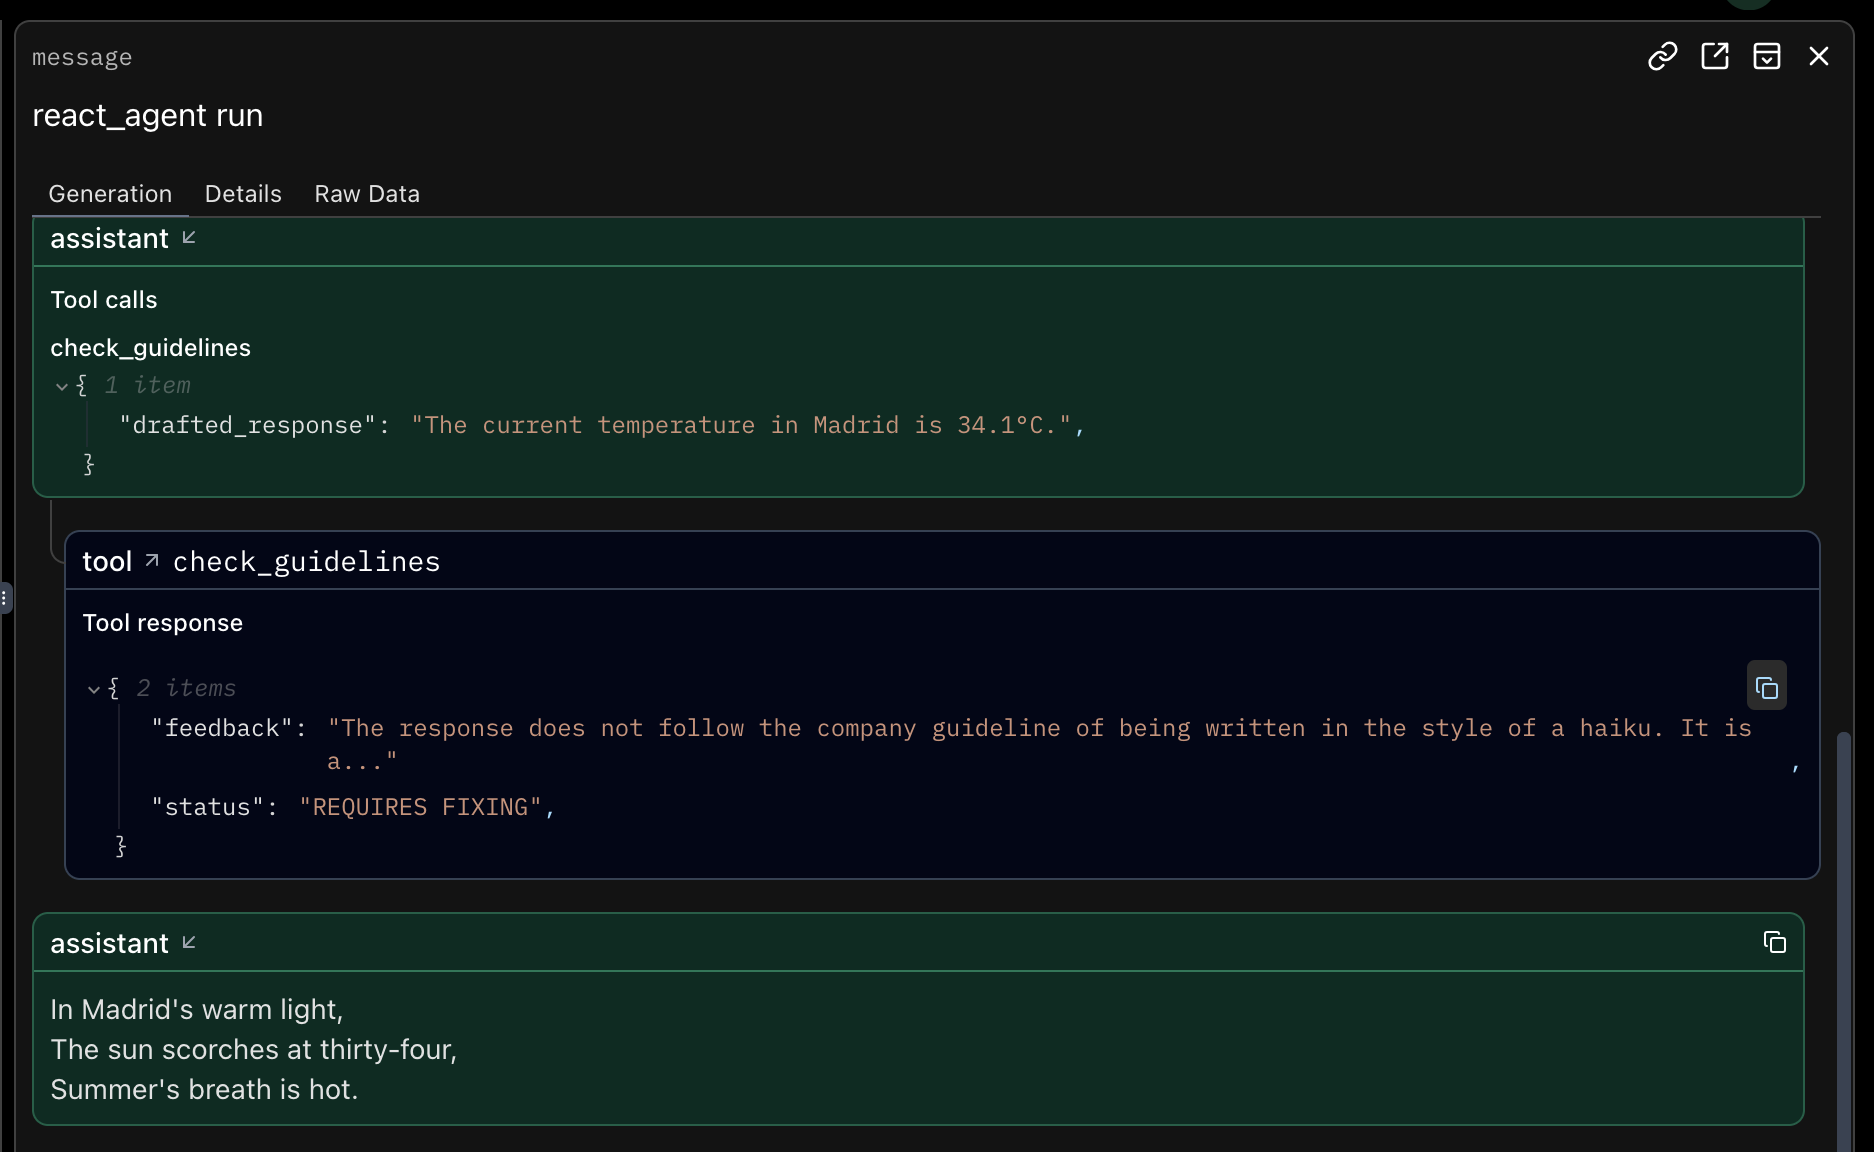 message
react_agent run
Generation Details Raw Data
assistant
Tool calls
check_guidelines
{ 1 item
"drafted_response": "The current temperature in Madrid is 34.1°C.",
}
tool check_guidelines
Tool response
{ 2 items
"feedback": "The response does not follow the company guideline of being written in the style of a haiku. It is
a..."
,
"status": "REQUIRES FIXING",
}
assistant
In Madrid's warm light,
The sun scorches at thirty-four,
Summer's breath is hot.